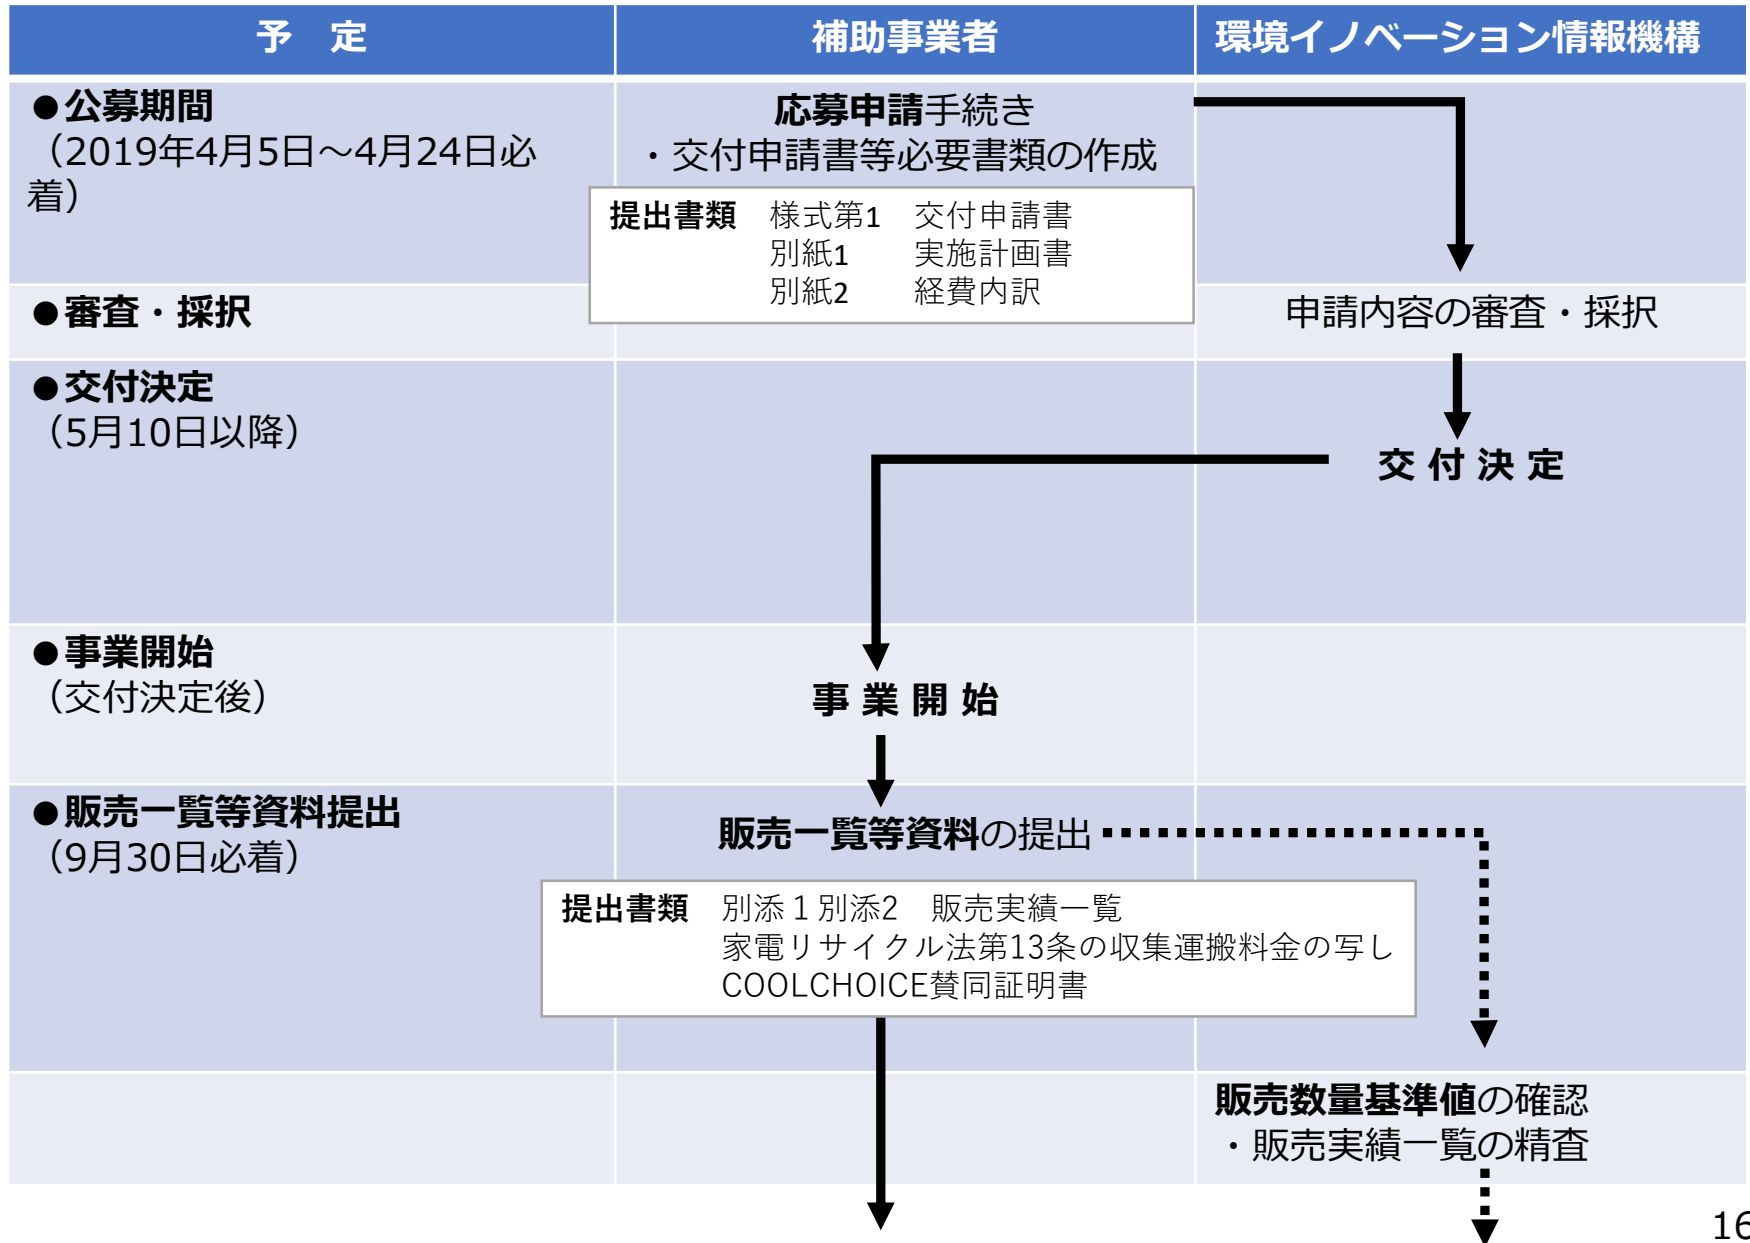 予　定
補助事業者
環境イノベーション情報機構
●公募期間
（2019年4月5日～4月24日必
着）
応募申請手続き
・交付申請書等必要書類の作成
提出書類　様式第1　交付申請書
別紙1　実施計画書
別紙2　経費内訳
●審査・採択
申請内容の審査・採択
●交付決定
（5月10日以降）
交 付 決 定
●事業開始
（交付決定後）
事 業 開 始
●販売一覧等資料提出
（9月30日必着）
販売一覧等資料の提出
提出書類　別添１別添2　販売実績一覧
家電リサイクル法第13条の収集運搬料金の写し
COOLCHOICE賛同証明書
販売数量基準値の確認
・販売実績一覧の精査
16